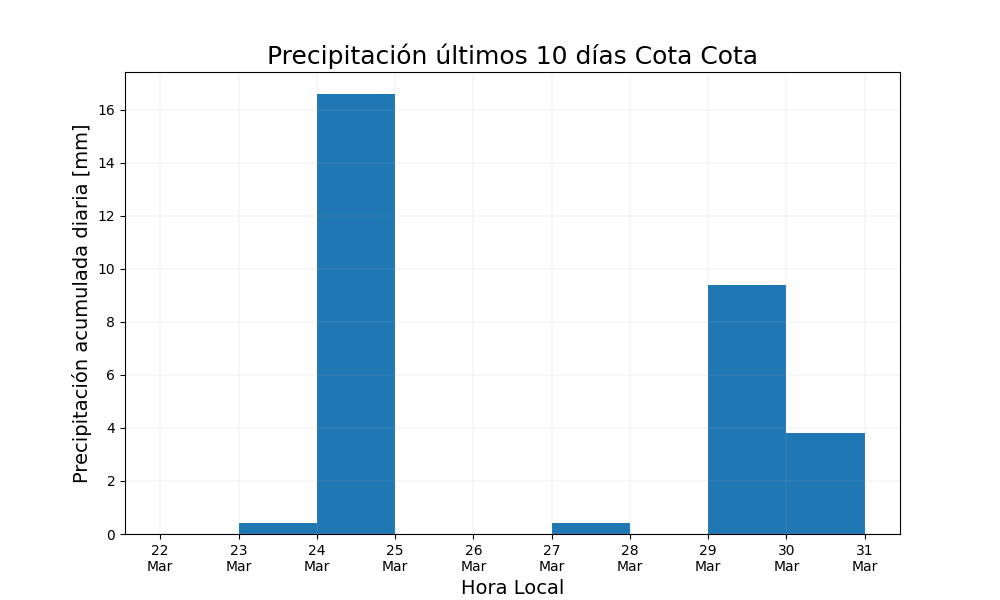 Precipitación últimos 10 días Cota Cota
Precipitación acumulada diaria [mm]
16
14
12
10
8
6
4
2
0
22 23 24 25 26 27 28 29 30 31
Mar Mar Mar Mar Mar Mar Mar Mar Mar Mar
Hora Local